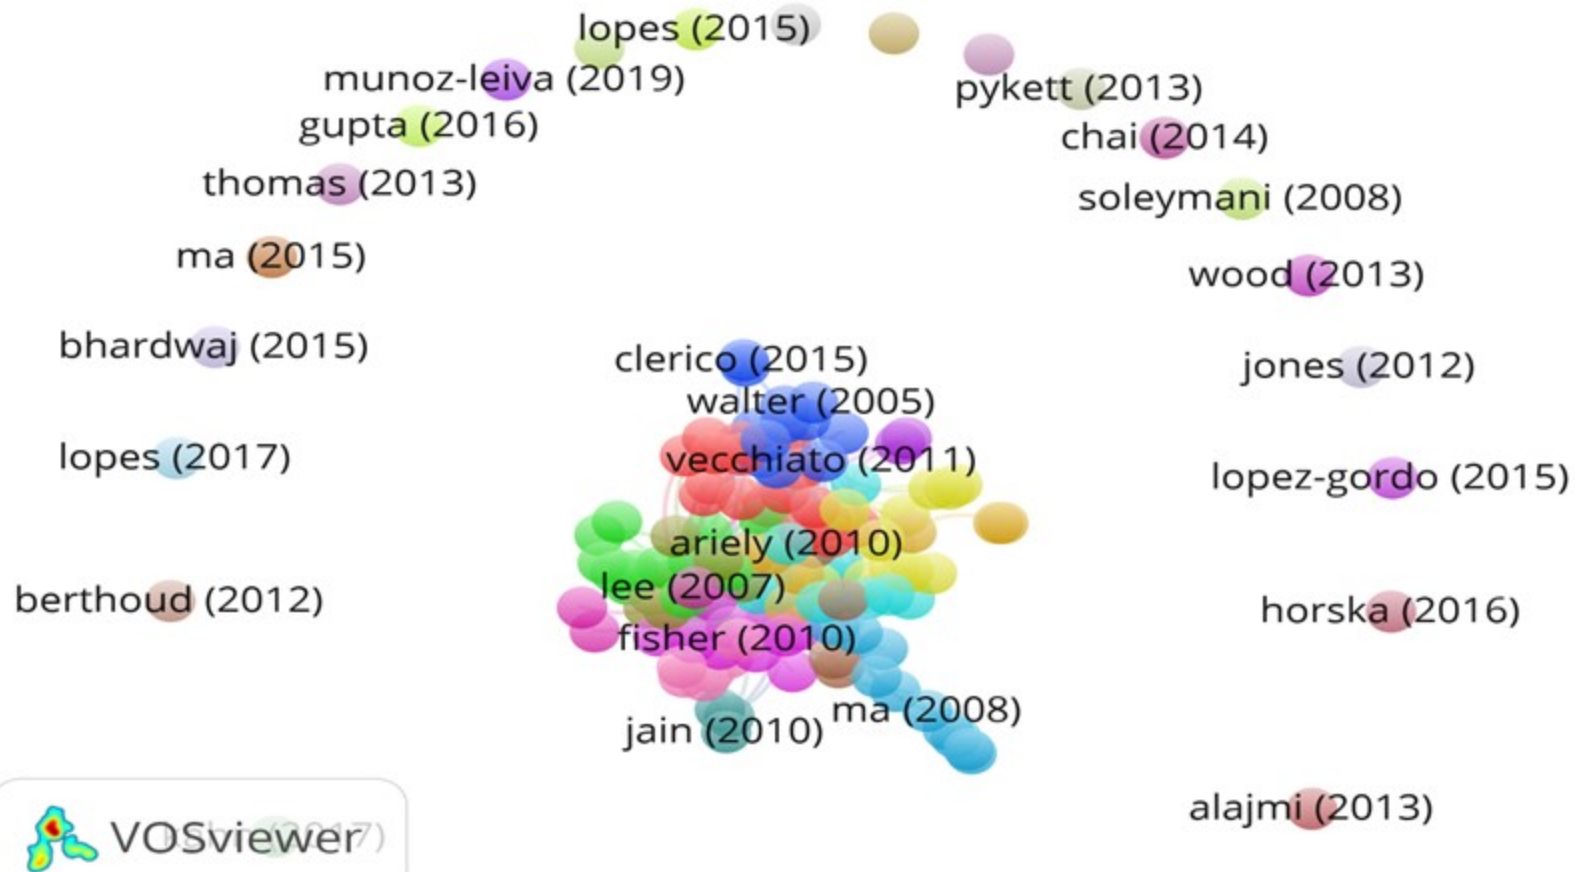 lopes (2015)
munoz-leiva (2019)
pykett (2013)
gupta (2016)
chai (2014)
thomas (2013)
soleymani (2008)
ma (2015)
wood (2013)
bhardwaj (2015)
clerico (2015)
jones (2012)
walter (2005)
lopes (2017)
vecchiato (2011)
lopez-gordo (2015)
ariely (2010)
lee (2007)
berthoud (2012)
horska (2016)
fisher (2010)
ma (2008)
jain (2010)
alajmi (2013)
VOSviewer